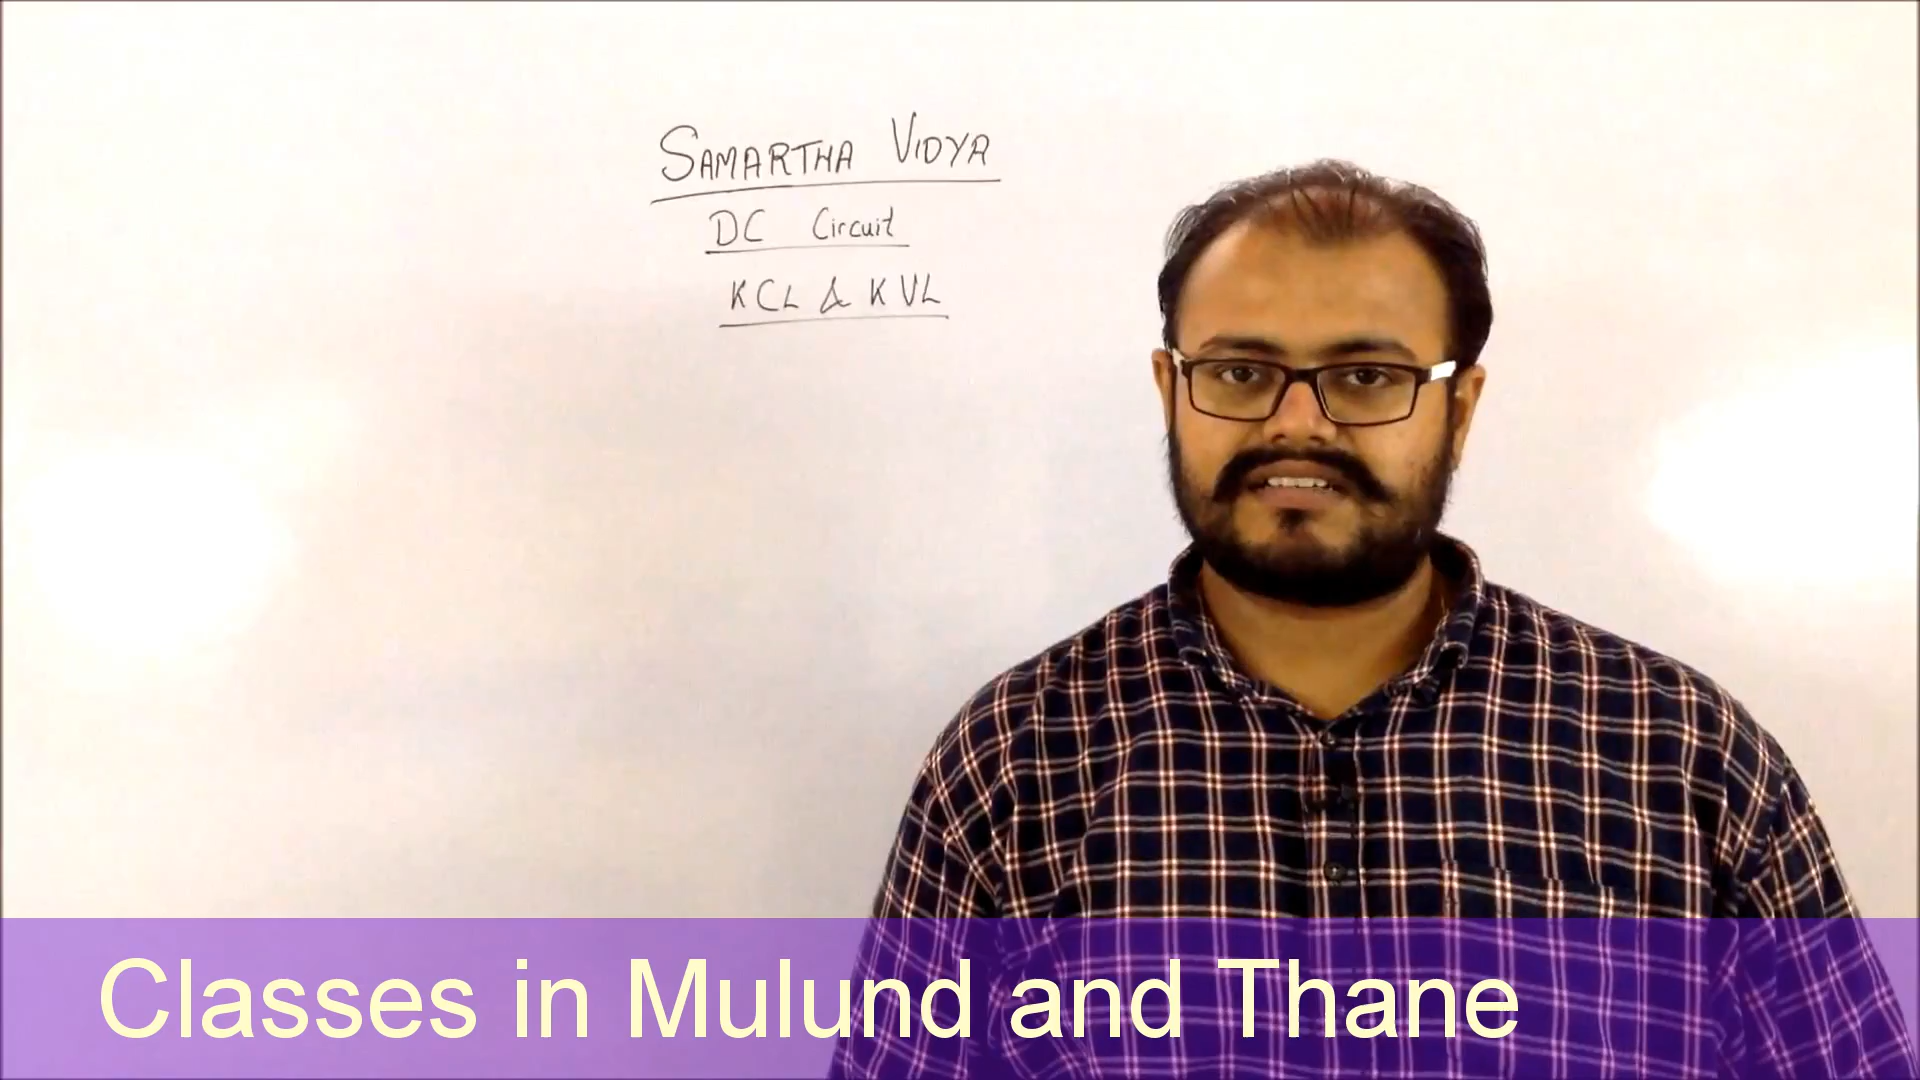 SAMARTHA VIDYA
DC Circuit
KCL & KVL
Classes in Mulund and Thane